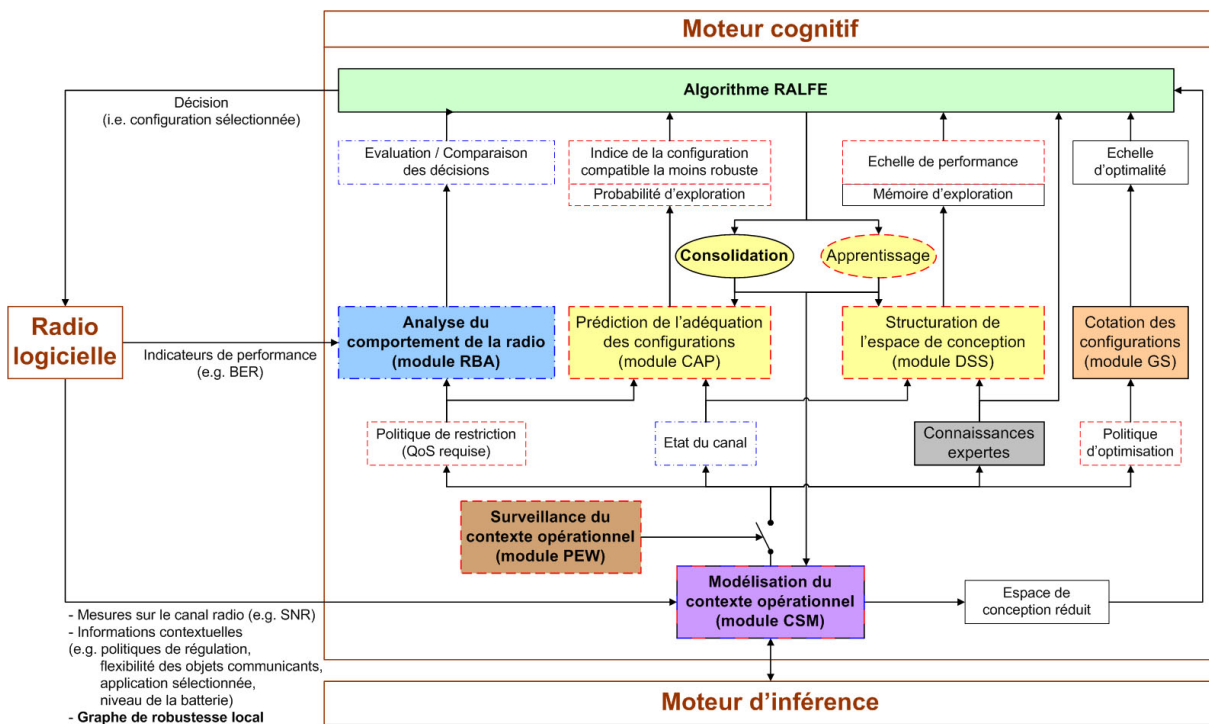 Moteur cognitif
Algorithme RALFE
Décision
(i.e. configuration sélectionnée)
Evaluation / Comparaison
des décisions
Indice de la configuration
compatible la moins robuste
Probabilité d'exploration
Echelle de performance
Mémoire d'exploration
Echelle
d'optimalité
Consolidation
Apprentissage
Radio
logicielle
Indicateurs de performance
(e.g. BER)
Analyse du
comportement de la radio
(module RBA)
Prédiction de l'adéquation
des configurations
(module CAP)
Structuration de
l'espace de conception
(module DSS)
Cotation des
configurations
(module GS)
Politique de restriction
(QoS requise)
Etat du canal
Connaissances
expertes
Politique
d'optimisation
Surveillance du
contexte opérationnel
(module PEW)
Modélisation du
contexte opérationnel
(module CSM)
Espace de
conception réduit
- Mesures sur le canal radio (e.g. SNR)
- Informations contextuelles
(e.g. politiques de régulation,
flexibilité des objets communicants,
application sélectionnée,
niveau de la batterie)
- Graphe de robustesse local
Moteur d'inférence